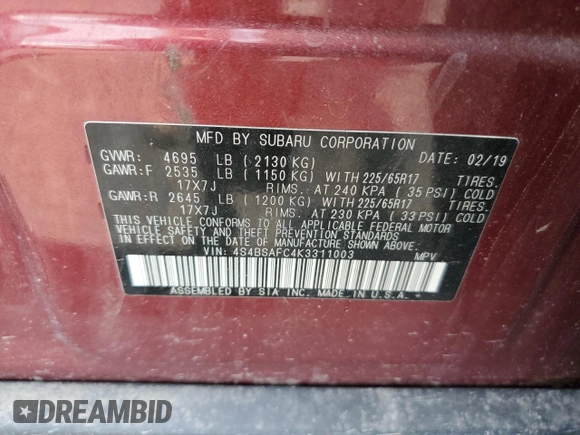 MFD BY SUBARU CORPORATION
GVWR: 4695 LB ( 2130 KG) DATE: 02/19
GAWR:F 2535 LB ( 1150 KG) WITH 225/65R17 TIRES.
17X7J RIMS. AT 240 KPA ( 35 PSI) COLD
GAWR:R 2645 LB ( 1200 KG) WITH 225/65R17 TIRES.
17X7J RIMS. AT 230 KPA ( 33 PSI) COLD
THIS VEHICLE CONFORMS TO ALL APPLICABLE FEDERAL MOTOR
VEHICLE SAFETY AND THEFT PREVENTION STANDARDS
IN EFFECT ON THE DATE OF MANUFACTURE SHOWN ABOVE.
VIN: 4S4BSAFC4K3311003 MPV
ASSEMBLED BY SIA INC. MADE IN U.S.A.
DREAMBID